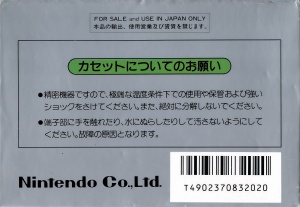 FOR SALE and USE IN JAPAN ONLY
本品の輸出、使用営業及び賃貸を禁じます。
カセットについてのお願い
●精密機器ですので、極端な温度条件下での使用や保管および強い
ショックをさけてください。また、絶対に分解しないでください。
●端子部に手を触れたり、水にぬらしたりして汚さないようにして
ください。故障の原因となります。
Nintendo Co.,Ltd.
T4902370832020